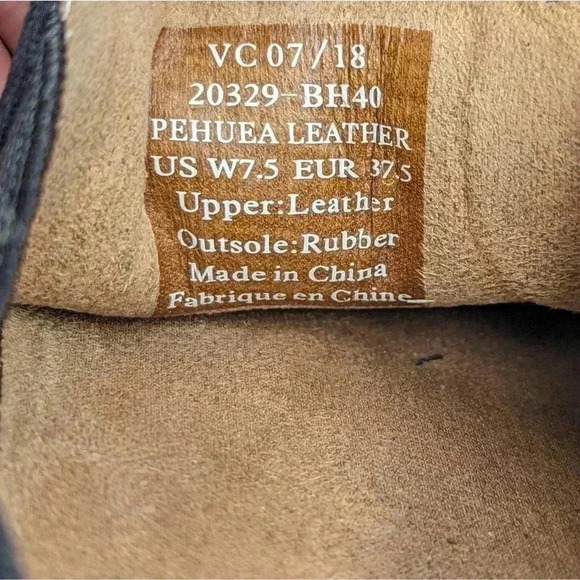 VC 07/18
20329-BH40
PEHUEA LEATHER
US W7.5 EUR 37.5
Upper:Leather
Outsole:Rubber
Made in China
Fabrique en Chine